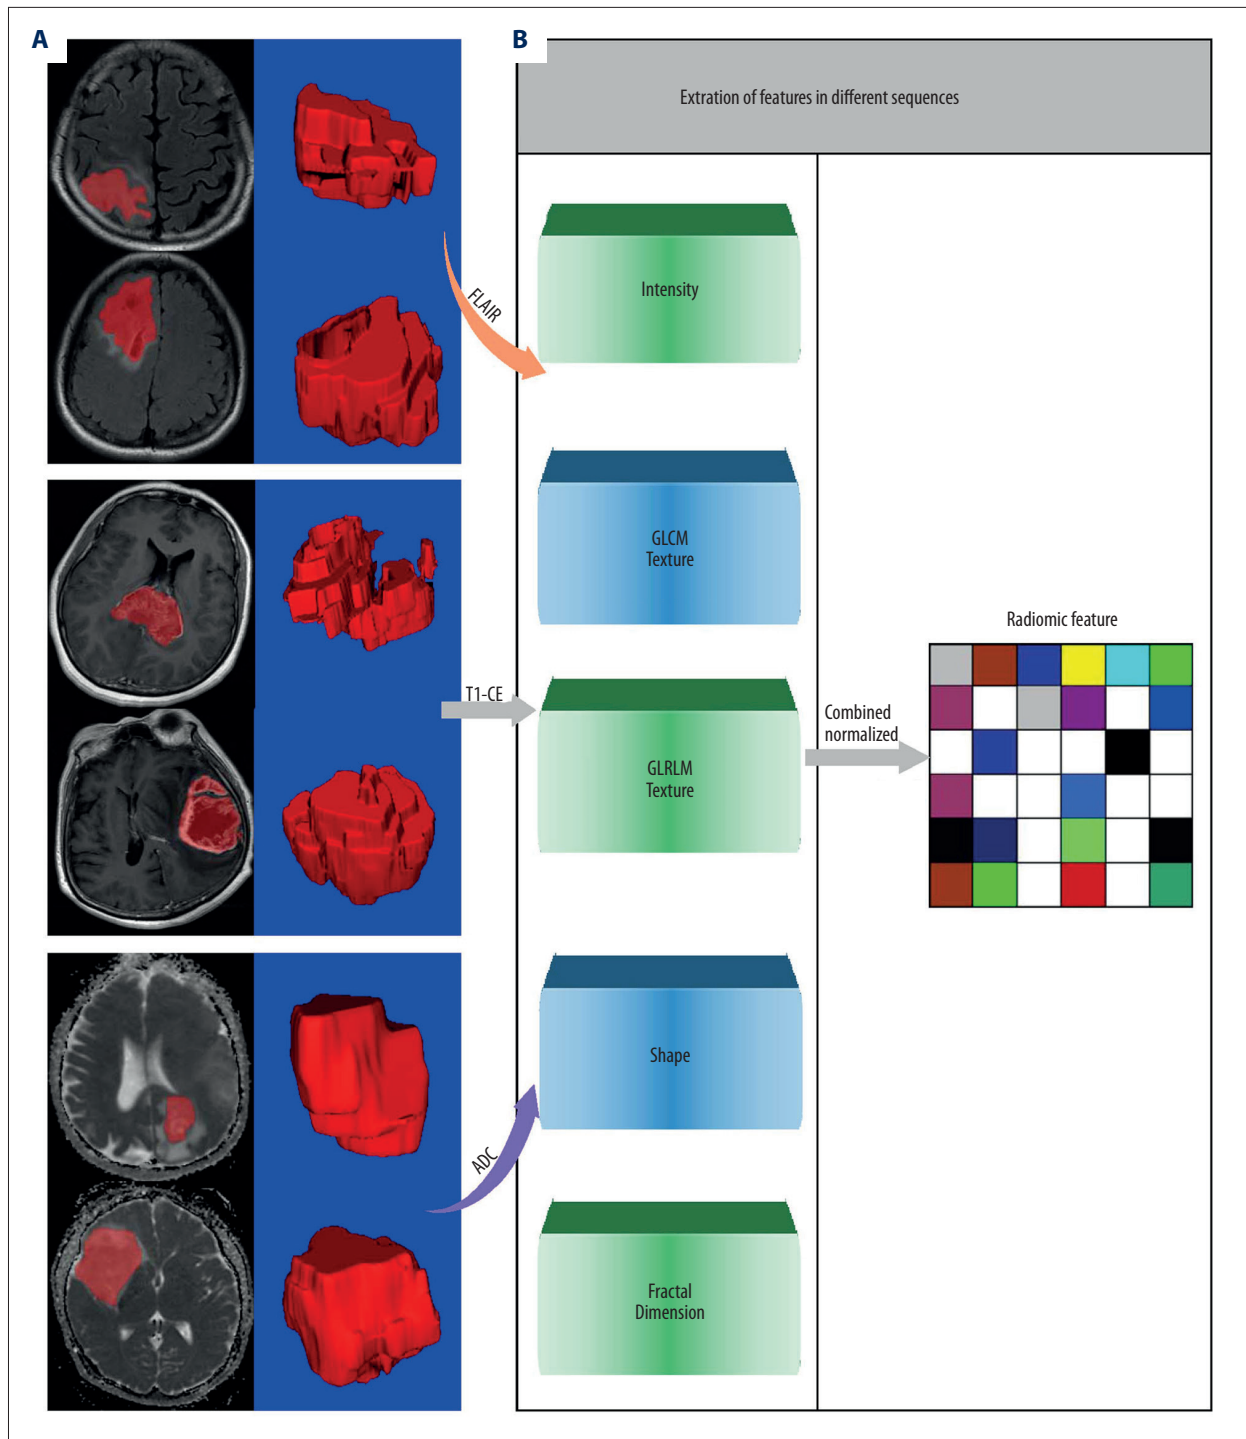 A
B
Extration of features in different sequences
FLAIR
Intensity
GLCM
Texture
T1-CE
GLRLM
Texture
Combined
normalized
Radiomic feature
ADC
Shape
Fractal
Dimension